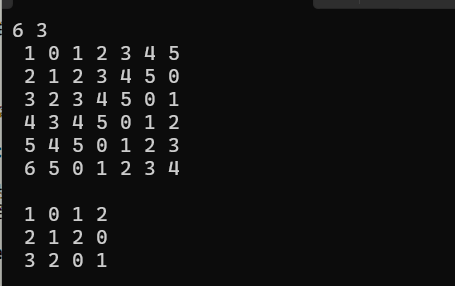 6 3
1 0 1 2 3 4 5
2 1 2 3 4 5 0
3 2 3 4 5 0 1
4 3 4 5 0 1 2
5 4 5 0 1 2 3
6 5 0 1 2 3 4
1 0 1 2
2 1 2 0
3 2 0 1